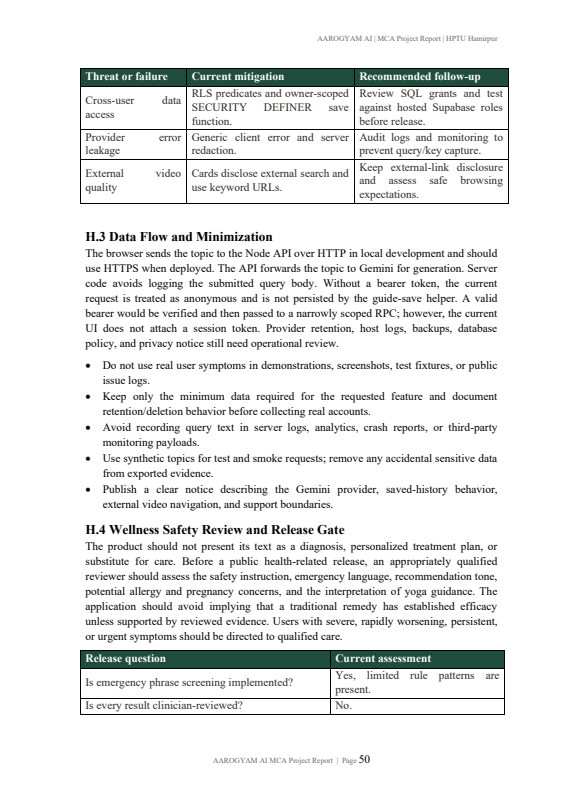 AAROGYAM AI | MCA Project Report | HPTU Hamirpur
Threat or failure Current mitigation Recommended follow-up
Cross-user data access
RLS predicates and owner-scoped SECURITY DEFINER save function.
Review SQL grants and test against hosted Supabase roles before release.
Provider error leakage
Generic client error and server redaction.
Audit logs and monitoring to prevent query/key capture.
External video quality
Cards disclose external search and use keyword URLs.
Keep external-link disclosure and assess safe browsing expectations.
H.3 Data Flow and Minimization
The browser sends the topic to the Node API over HTTP in local development and should
use HTTPS when deployed. The API forwards the topic to Gemini for generation. Server
code avoids logging the submitted query body. Without a bearer token, the current
request is treated as anonymous and is not persisted by the guide-save helper. A valid
bearer would be verified and then passed to a narrowly scoped RPC; however, the current
UI does not attach a session token. Provider retention, host logs, backups, database
policy, and privacy notice still need operational review.
• Do not use real user symptoms in demonstrations, screenshots, test fixtures, or public
issue logs.
• Keep only the minimum data required for the requested feature and document
retention/deletion behavior before collecting real accounts.
• Avoid recording query text in server logs, analytics, crash reports, or third-party
monitoring payloads.
• Use synthetic topics for test and smoke requests; remove any accidental sensitive data
from exported evidence.
• Publish a clear notice describing the Gemini provider, saved-history behavior,
external video navigation, and support boundaries.
H.4 Wellness Safety Review and Release Gate
The product should not present its text as a diagnosis, personalized treatment plan, or
substitute for care. Before a public health-related release, an appropriately qualified
reviewer should assess the safety instruction, emergency language, recommendation tone,
potential allergy and pregnancy concerns, and the interpretation of yoga guidance. The
application should avoid implying that a traditional remedy has established efficacy
unless supported by reviewed evidence. Users with severe, rapidly worsening, persistent,
or urgent symptoms should be directed to qualified care.
Release question Current assessment
Is emergency phrase screening implemented?
Yes, limited rule patterns are present.
Is every result clinician-reviewed? No.
AAROGYAM AI MCA Project Report | Page 50